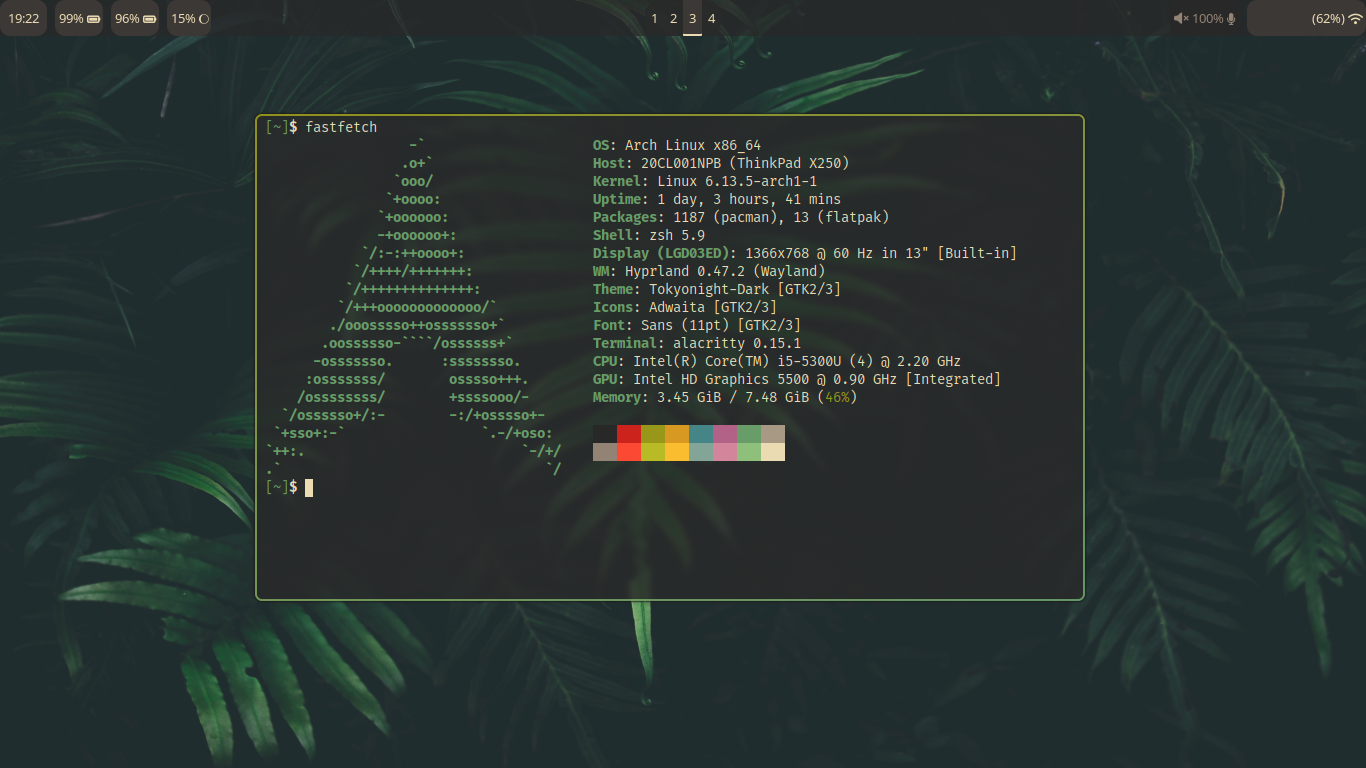 19:22 99% 96% 15% 1 2 3 4 100% (62%)
[~]$ fastfetch
-` OS: Arch Linux x86_64
.o+` Host: 20CL001NPB (ThinkPad X250)
`ooo/ Kernel: Linux 6.13.5-arch1-1
`+oooo: Uptime: 1 day, 3 hours, 41 mins
`+oooooo: Packages: 1187 (pacman), 13 (flatpak)
-+oooooo+: Shell: zsh 5.9
`/:-:++oooo+: Display (LGD03ED): 1366x768 @ 60 Hz in 13" [Built-in]
`/++++/+++++++: WM: Hyprland 0.47.2 (Wayland)
`/++++++++++++++: Theme: Tokyonight-Dark [GTK2/3]
`/+++ooooooooooooo/` Icons: Adwaita [GTK2/3]
./ooosssso++osssssso+` Font: Sans (11pt) [GTK2/3]
.oossssso-````/ossssss+` Terminal: alacritty 0.15.1
-osssssso. :ssssssso. CPU: Intel(R) Core(TM) i5-5300U (4) @ 2.20 GHz
:osssssss/ osssso+++. GPU: Intel HD Graphics 5500 @ 0.90 GHz [Integrated]
/ossssssss/ +ssssooo/- Memory: 3.45 GiB / 7.48 GiB (46%)
`/ossssso+/:- -:/+osssso+-
`+sso+:-` `.-/+oso:
`++:. `-/+/
.` `/
[~]$